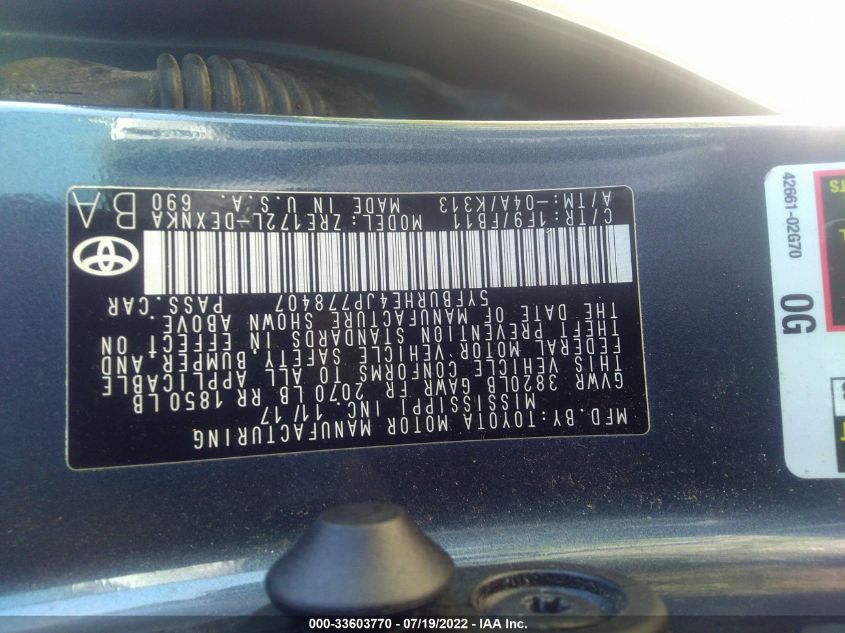 MFD.BY:TOYOTA MOTOR MANUFACTURING
MISSISSIPPI INC. 11/17
GVWR 3820LB GAWR FR 2070LB RR 1850LB
THIS VEHICLE CONFORMS TO ALL APPLICABLE
FEDERAL MOTOR VEHICLE SAFETY, BUMPER, AND
THEFT PREVENTION STANDARDS IN EFFECT ON
THE DATE OF MANUFACTURE SHOWN ABOVE.
5YFBURHE4JP778407 PASS.CAR
C/TR:1F9/FB11 MODEL:ZRE172L-DEXNKA
A/TM:-04A/K313 MADE IN U.S.A. 690
BA
42661-02G70
0G
000-33603770 - 07/19/2022 - IAA Inc.